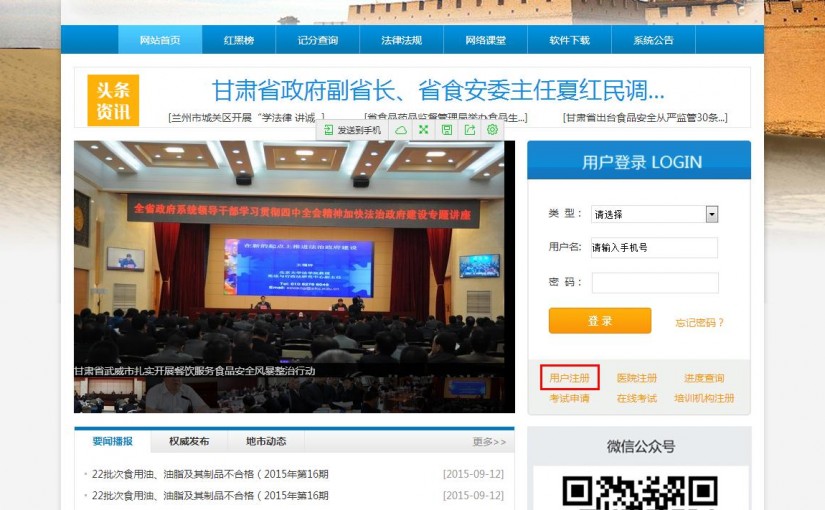 网站首页 红黑榜 记分查询 法律法规 网络课堂 软件下载 系统公告
头条
资讯
甘肃省政府副省长、省食安委主任夏红民调...
[兰州市城关区开展“学法律 讲诚...] [省食品药品监督管理局举办食品生...] [甘肃省出台食品安全从严监管30条...]
发送到手机
全省政府系统领导干部学习贯彻四中全会精神加快法治政府建设专题讲座
在新的起点上推进法治政府建设
甘肃省武威市扎实开展餐饮服务食品安全风暴整治行动
用户登录 LOGIN
类 型： 请选择
用户名: 请输入手机号
密 码：
登 录
忘记密码？
用户注册 医院注册 进度查询
考试申请 在线考试 培训机构注册
要闻播报 权威发布 地市动态 更多>>
22批次食用油、油脂及其制品不合格（2015年第16期 [2015-09-12]
22批次食用油、油脂及其制品不合格（2015年第16期 [2015-09-12]
微信公众号